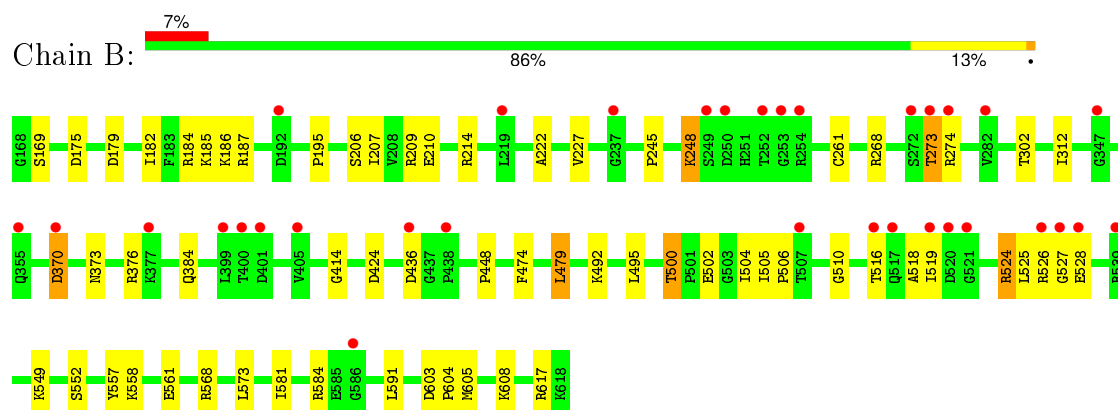 7%
Chain B:
86% 13% •
G168 S169 D175 D179 I182 F183 R184 K185 K186 R187 D192 P195 S206 I207 V208 R209 E210 R214 L219 A222 V227 G237 P245 K248 S249 D250 H251 T252 G253 R254 C261 R268 S272 T273 R274 V282 T302 I312 G347
Q355 D370 N373 R376 K377 Q384 L399 T400 D401 V405 G414 D424 D436 G437 P438 P448 F474 L479 K492 L495 T500 P501 E502 G503 I504 I505 P506 T507 G510 T516 Q517 A518 I519 D520 G521 R524 L525 R526 G527 E528 R539
K549 S552 Y557 K558 E561 R568 L573 I581 R584 E585 G586 L591 D603 P604 M605 K608 R617 K618